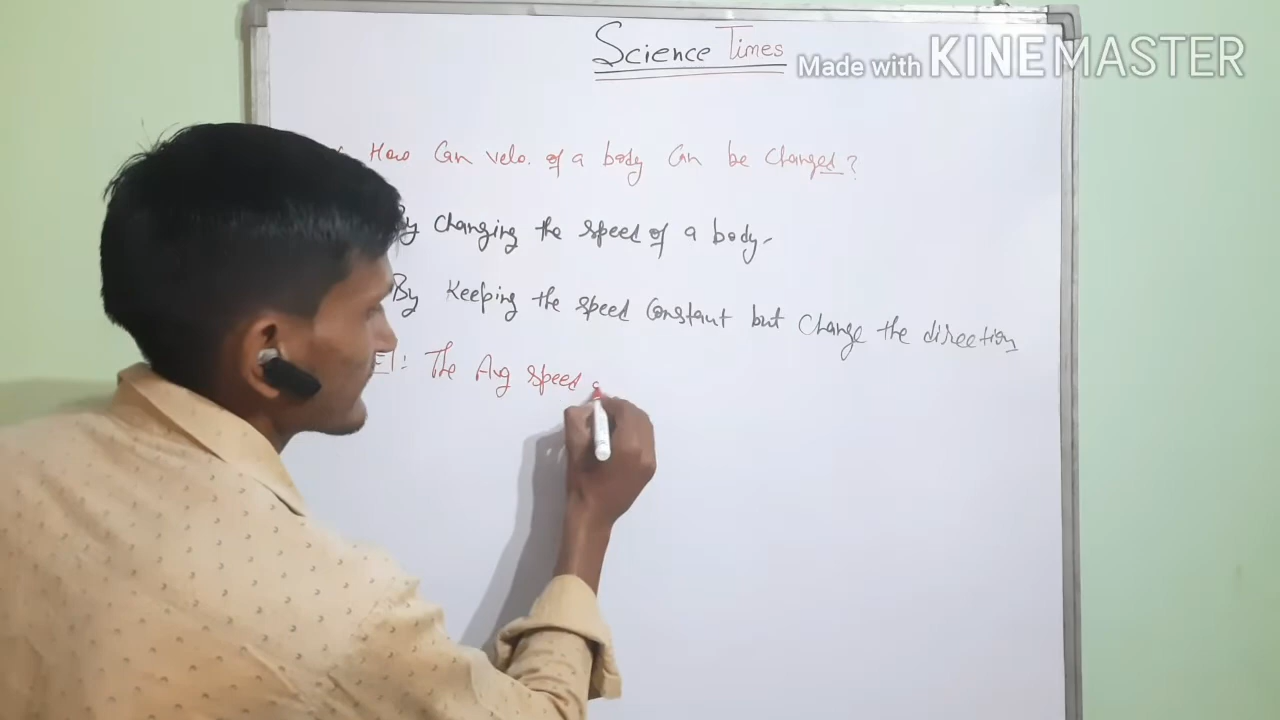 Science Times
Made with KINEMASTER
How Can velo. of a body Can be changed?
By changing the speed of a body.
By Keeping the speed Constant but Change the direction
E1: The Avg speed